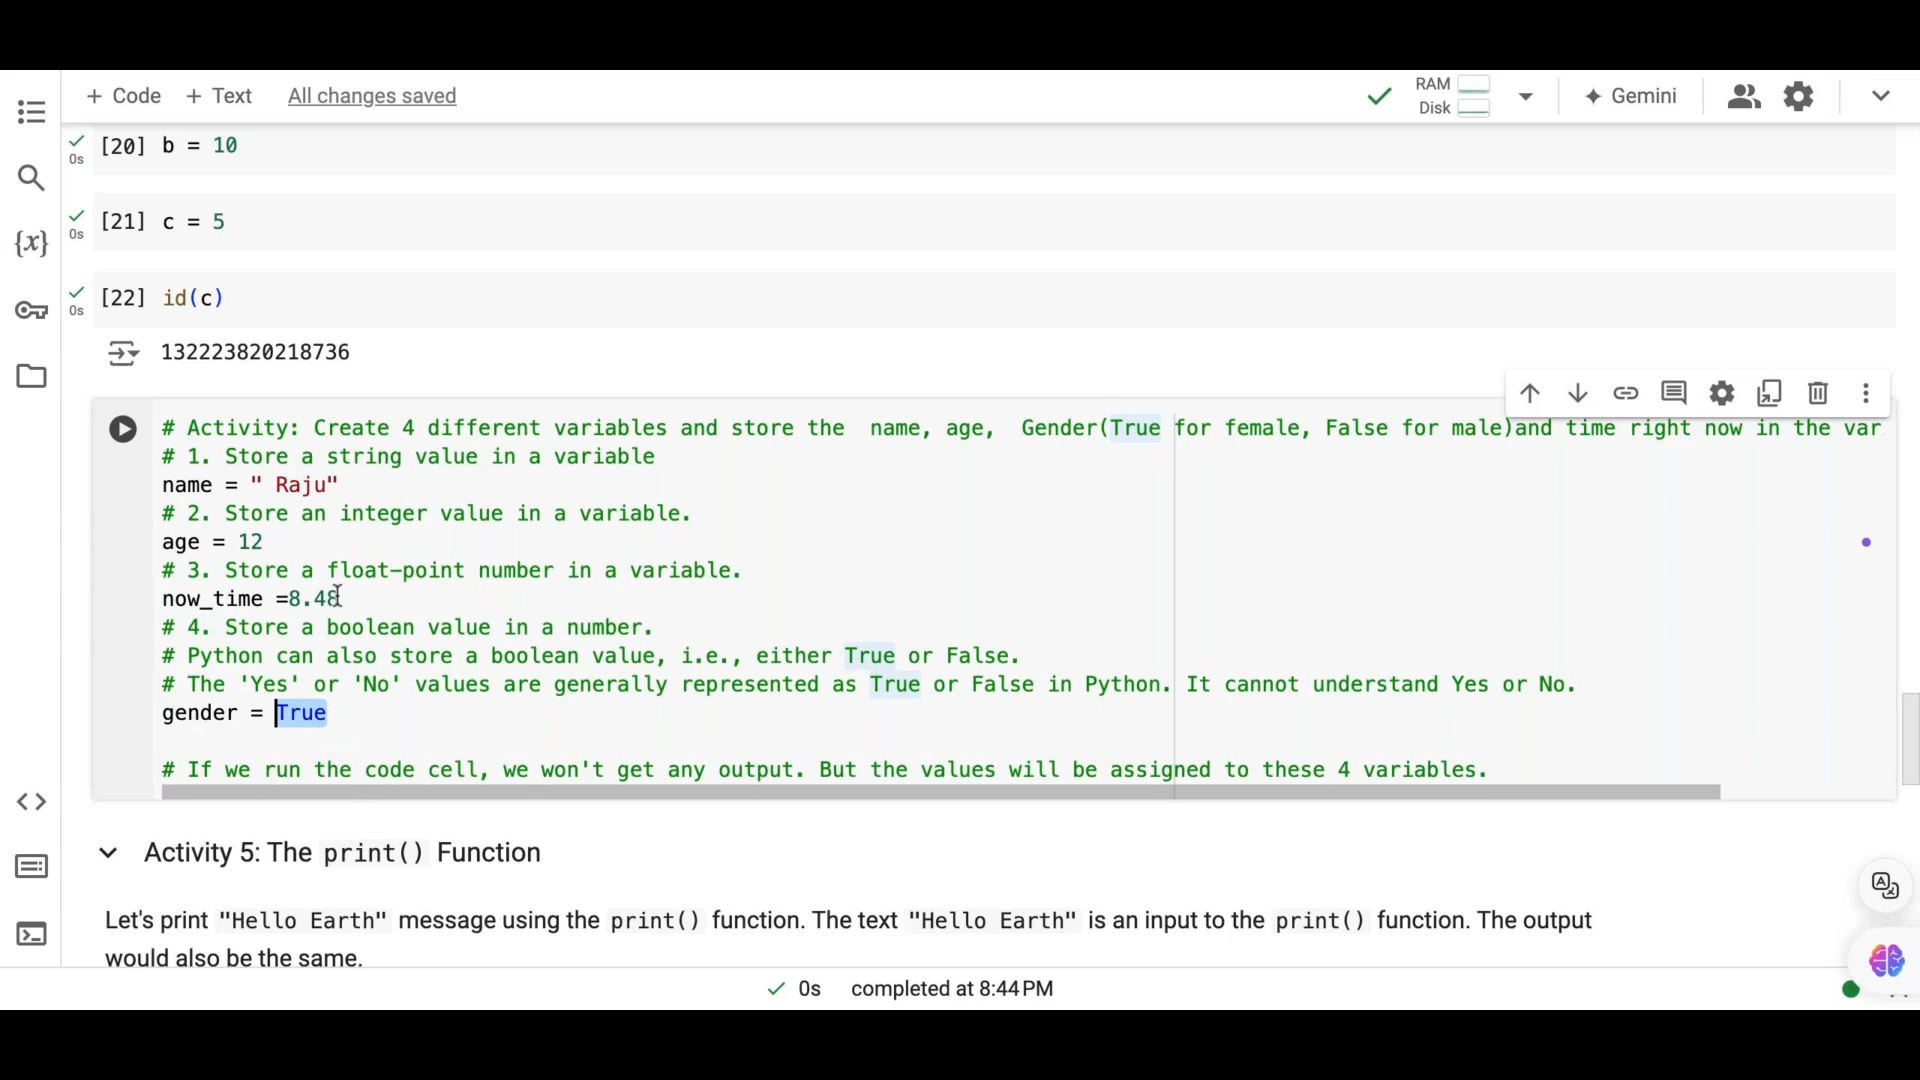 + Code + Text All changes saved RAM Disk Gemini
0s [20] b = 10
0s [21] c = 5
{x}
0s [22] id(c)
132223820218736
# Activity: Create 4 different variables and store the  name, age,  Gender(True for female, False for male)and time right now in the var
# 1. Store a string value in a variable
name = " Raju"
# 2. Store an integer value in a variable.
age = 12
# 3. Store a float-point number in a variable.
now_time =8.48
# 4. Store a boolean value in a number.
# Python can also store a boolean value, i.e., either True or False.
# The 'Yes' or 'No' values are generally represented as True or False in Python. It cannot understand Yes or No.
gender = True
# If we run the code cell, we won't get any output. But the values will be assigned to these 4 variables.
Activity 5: The print() Function
Let's print "Hello Earth" message using the print() function. The text "Hello Earth" is an input to the print() function. The output
would also be the same.
0s completed at 8:44 PM